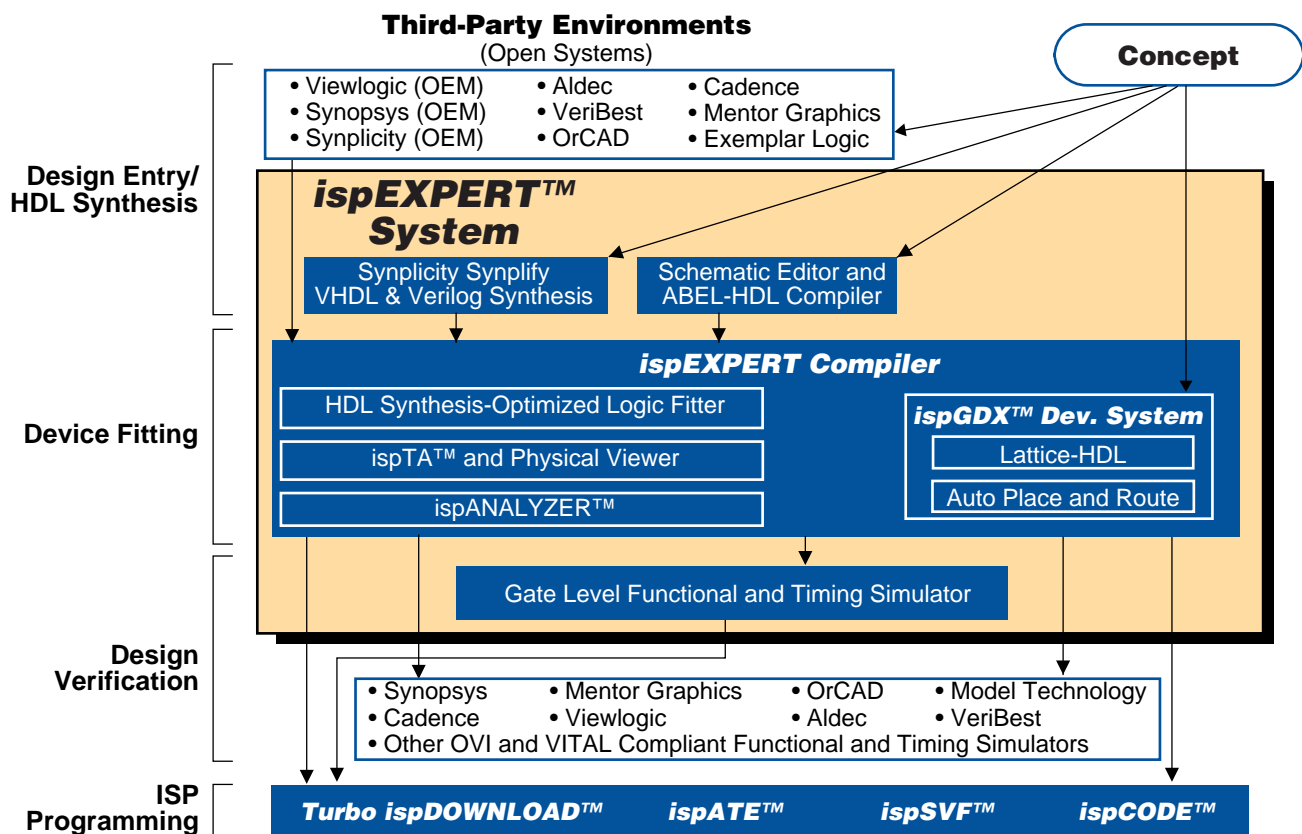 Third-Party Environments
(Open Systems)
Concept
• Viewlogic (OEM) • Aldec • Cadence
• Synopsys (OEM) • VeriBest • Mentor Graphics
• Synplicity (OEM) • OrCAD • Exemplar Logic
Design Entry/
HDL Synthesis
ispEXPERT™
System
Synplicity Synplify
VHDL & Verilog Synthesis
Schematic Editor and
ABEL-HDL Compiler
Device Fitting
ispEXPERT Compiler
HDL Synthesis-Optimized Logic Fitter
ispTA™ and Physical Viewer
ispANALYZER™
ispGDX™ Dev. System
Lattice-HDL
Auto Place and Route
Gate Level Functional and Timing Simulator
Design
Verification
• Synopsys • Mentor Graphics • OrCAD • Model Technology
• Cadence • Viewlogic • Aldec • VeriBest
• Other OVI and VITAL Compliant Functional and Timing Simulators
ISP
Programming
Turbo ispDOWNLOAD™ ispATE™ ispSVF™ ispCODE™